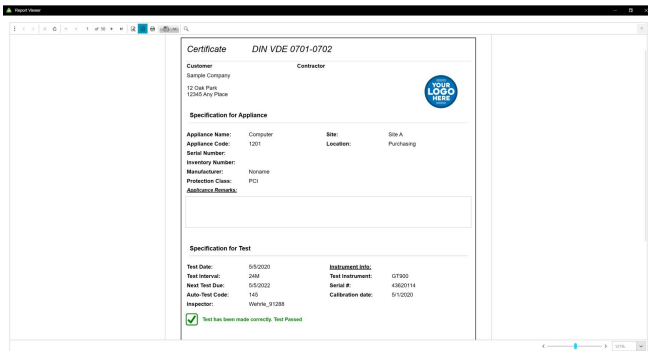 Report Viewer
1 of 50
Certificate DIN VDE 0701-0702
Customer Contractor
Sample Company
12 Oak Park
12345 Any Place
YOUR
LOGO
HERE
Specification for Appliance
Appliance Name: Computer Site: Site A
Appliance Code: 1201 Location: Purchasing
Serial Number:
Inventory Number:
Manufacturer: Noname
Protection Class: PCI
Applicance Remarks:
Specification for Test
Test Date: 5/5/2020 Instrument Info:
Test Interval: 24M Test Instrument: GT900
Next Test Due: 5/5/2022 Serial #: 43620114
Auto-Test Code: 145 Calibration date: 5/1/2020
Inspector: Wehrle_91288
Test has been made correctly. Test Passed
121%